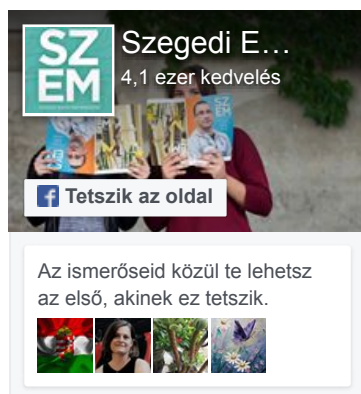 SZ
EM
Szegedi E...
4,1 ezer kedvelés
Tetszik az oldal
Az ismerőseid közül te lehetsz
az első, akinek ez tetszik.